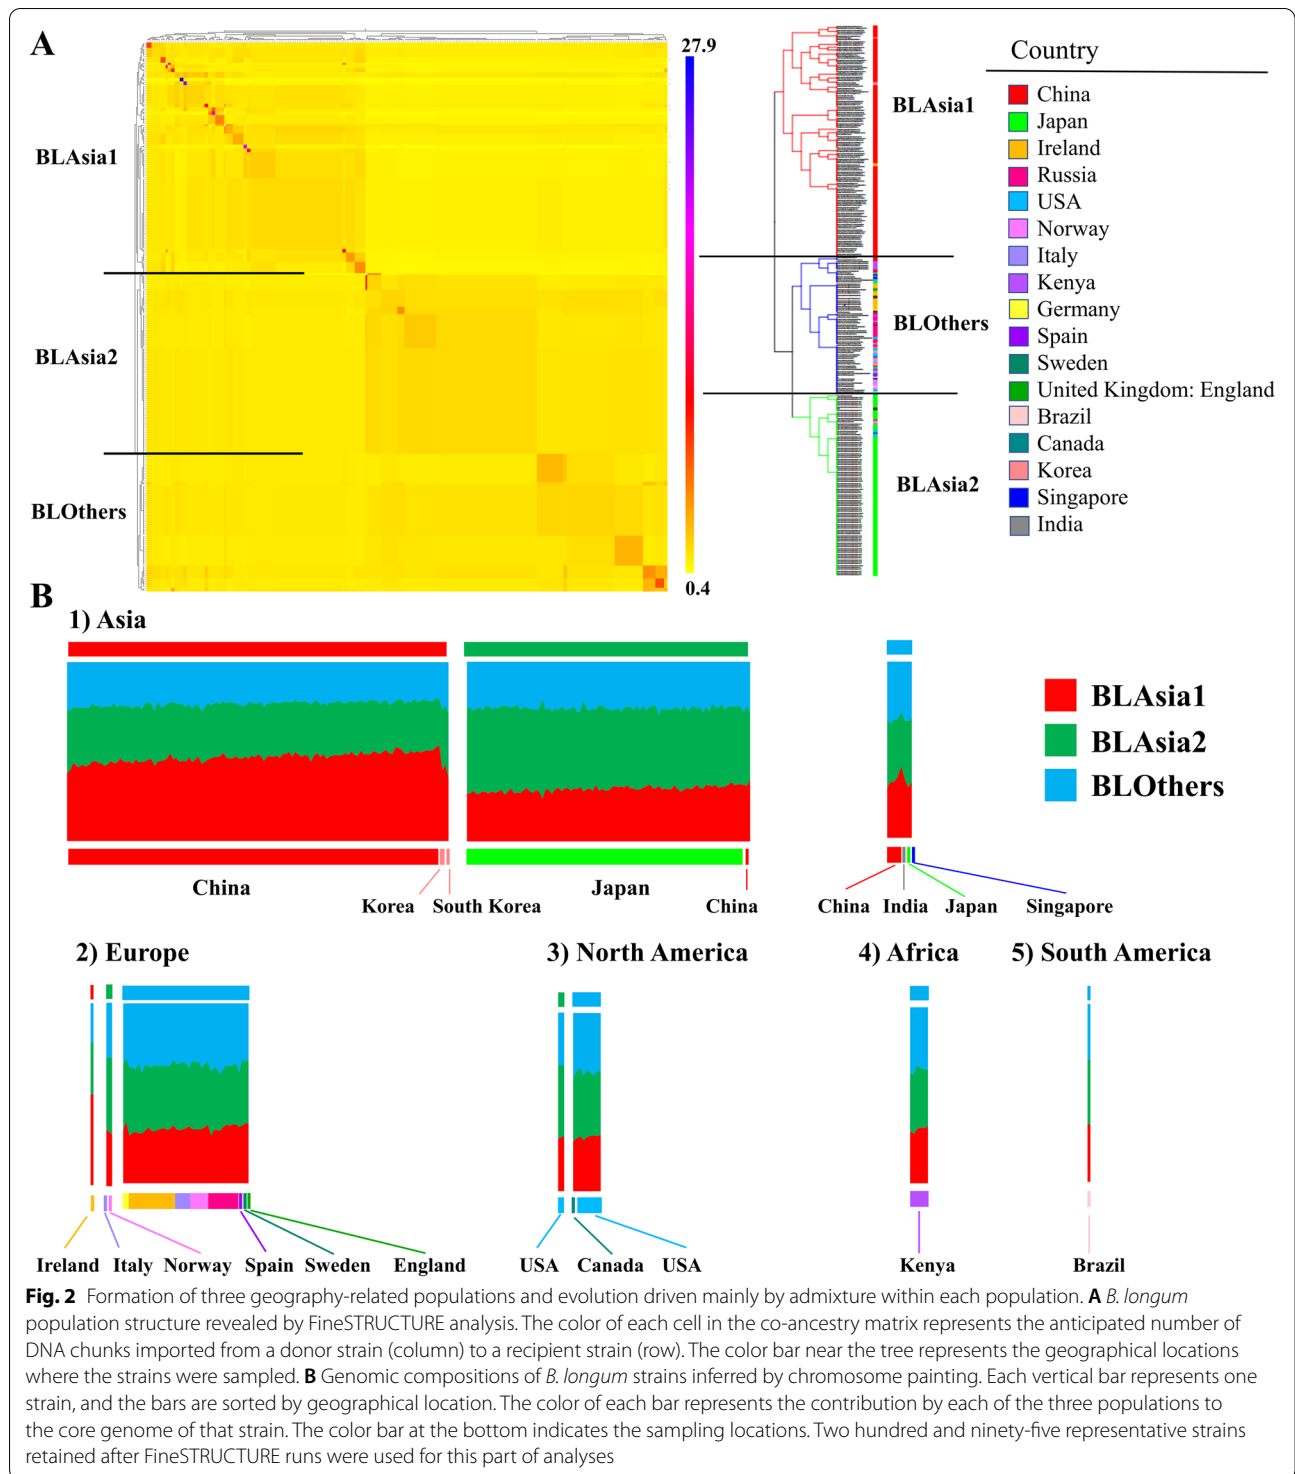 A
27.9
0.4
BLAsia1
BLAsia2
BLOthers
BLAsia1
BLOthers
BLAsia2
Country
China
Japan
Ireland
Russia
USA
Norway
Italy
Kenya
Germany
Spain
Sweden
United Kingdom: England
Brazil
Canada
Korea
Singapore
India
B
1) Asia
BLAsia1
BLAsia2
BLOthers
China
Japan
Korea South Korea China China India Japan Singapore
2) Europe 3) North America 4) Africa 5) South America
Ireland Italy Norway Spain Sweden England USA Canada USA Kenya Brazil
Fig. 2 Formation of three geography-related populations and evolution driven mainly by admixture within each population. A B. longum
population structure revealed by FineSTRUCTURE analysis. The color of each cell in the co-ancestry matrix represents the anticipated number of
DNA chunks imported from a donor strain (column) to a recipient strain (row). The color bar near the tree represents the geographical locations
where the strains were sampled. B Genomic compositions of B. longum strains inferred by chromosome painting. Each vertical bar represents one
strain, and the bars are sorted by geographical location. The color of each bar represents the contribution by each of the three populations to
the core genome of that strain. The color bar at the bottom indicates the sampling locations. Two hundred and ninety-five representative strains
retained after FineSTRUCTURE runs were used for this part of analyses